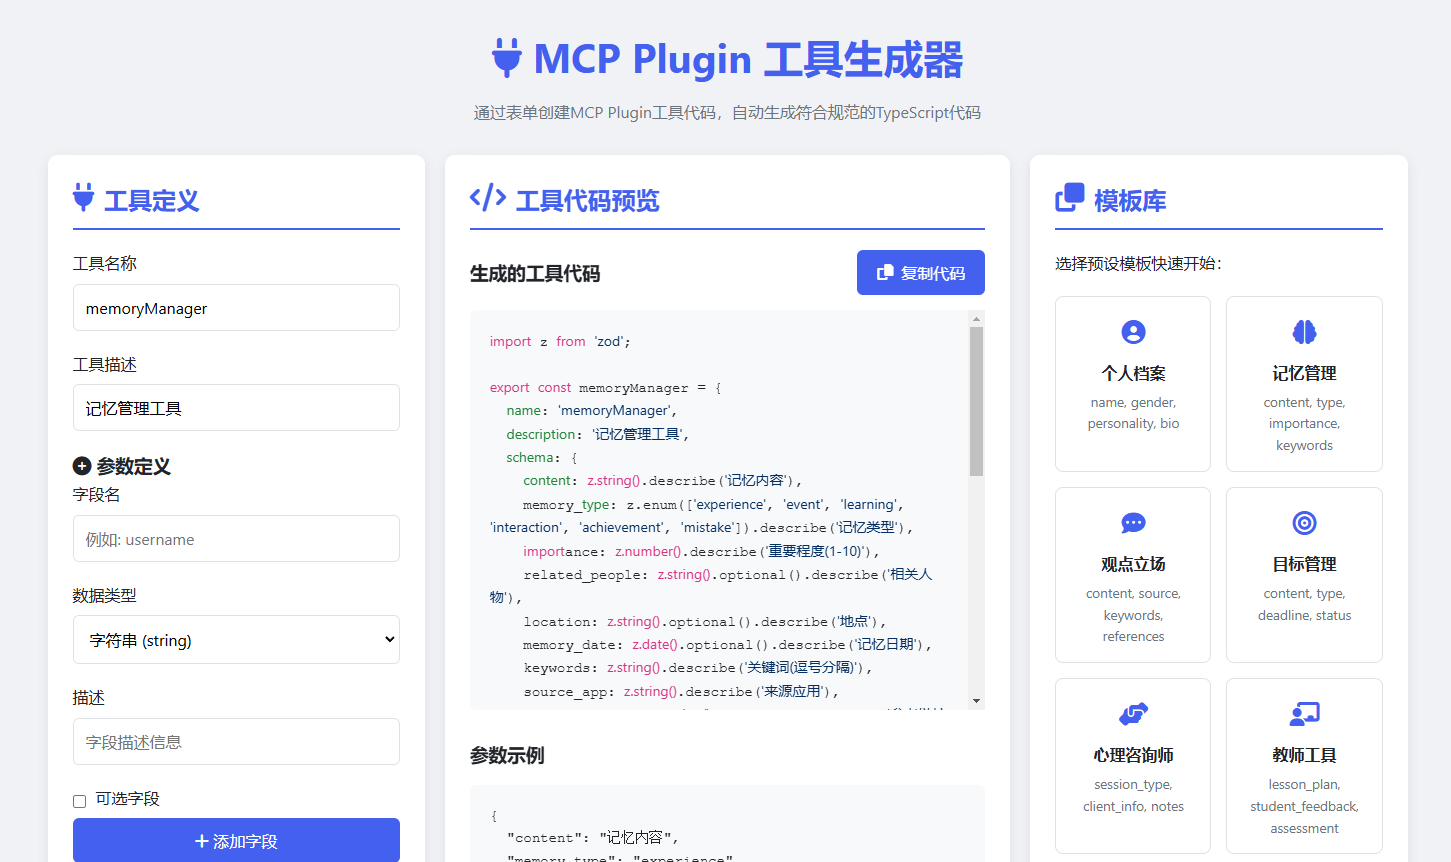 MCP Plugin 工具生成器
通过表单创建MCP Plugin工具代码，自动生成符合规范的TypeScript代码
工具定义
工具名称
memoryManager
工具描述
记忆管理工具
参数定义
字段名
例如: username
数据类型
字符串 (string)
描述
字段描述信息
可选字段
添加字段
工具代码预览
生成的工具代码
复制代码
import z from 'zod';
export const memoryManager = {
name: 'memoryManager',
description: '记忆管理工具',
schema: {
content: z.string().describe('记忆内容'),
memory_type: z.enum(['experience', 'event', 'learning',
'interaction', 'achievement', 'mistake']).describe('记忆类型'),
importance: z.number().describe('重要程度(1-10)'),
related_people: z.string().optional().describe('相关人
物'),
location: z.string().optional().describe('地点'),
memory_date: z.date().optional().describe('记忆日期'),
keywords: z.string().describe('关键词(逗号分隔)'),
source_app: z.string().describe('来源应用'),
参数示例
{
"content": "记忆内容",
"memory_type": "experience"
模板库
选择预设模板快速开始：
个人档案
name, gender,
personality, bio
记忆管理
content, type,
importance,
keywords
观点立场
content, source,
keywords,
references
目标管理
content, type,
deadline, status
心理咨询师
session_type,
client_info, notes
教师工具
lesson_plan,
student_feedback,
assessment